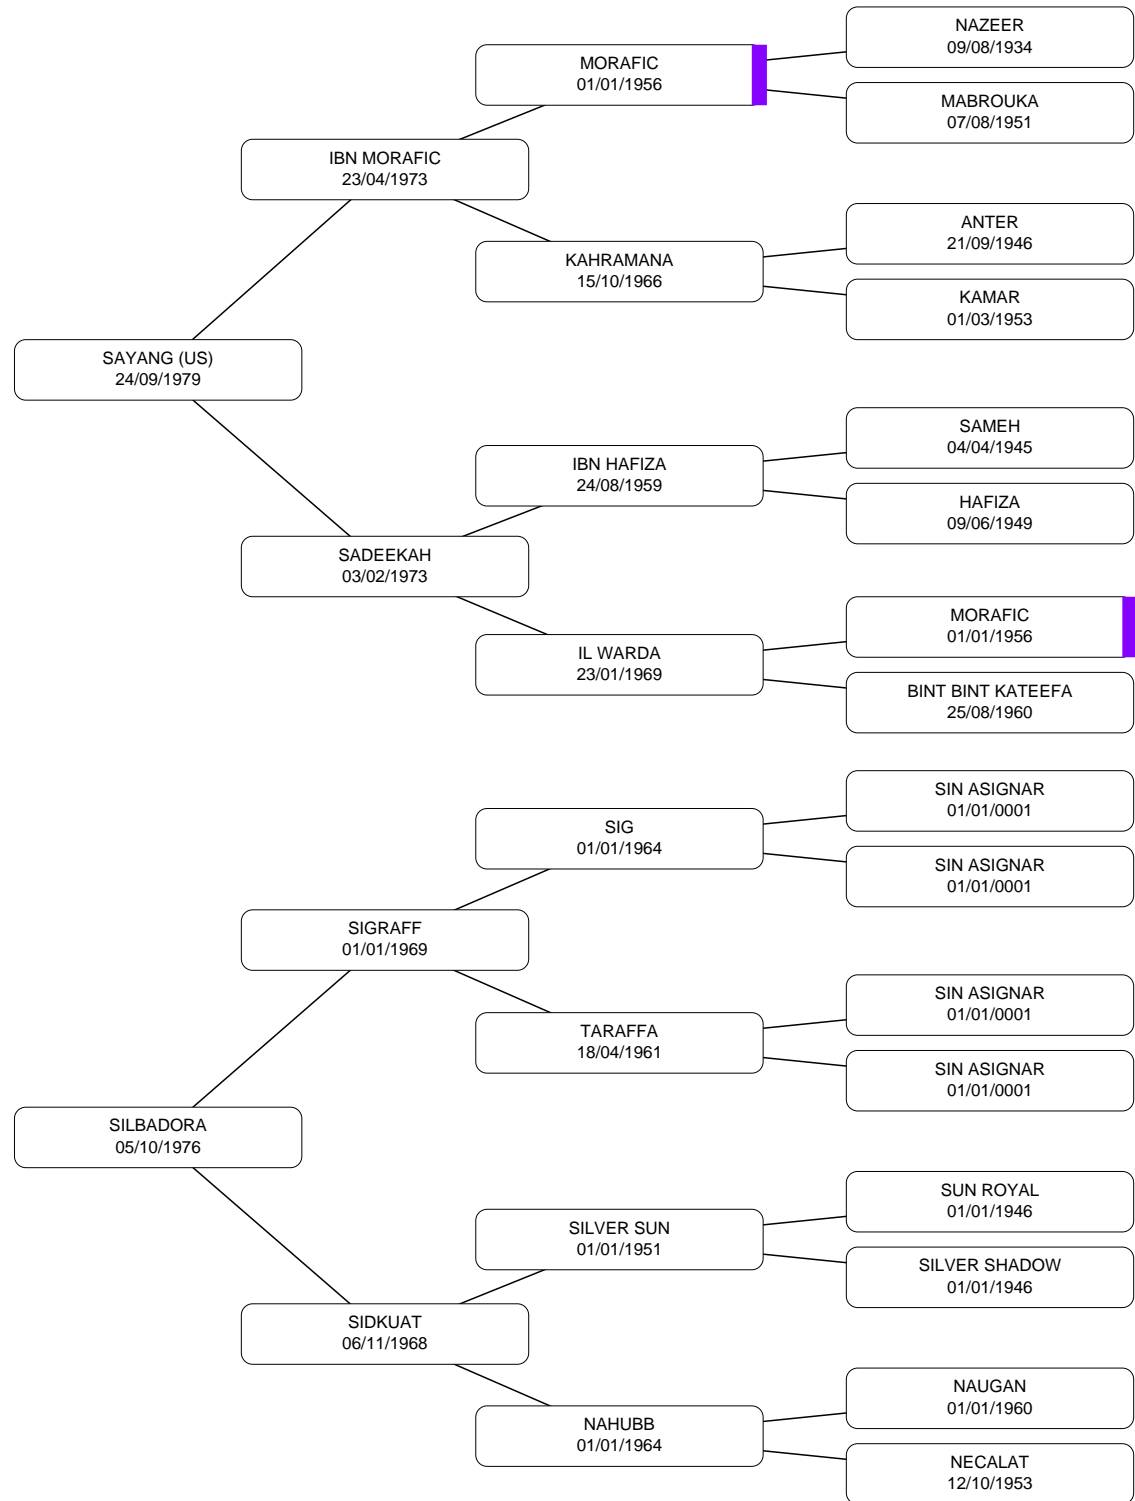 NAZEER
09/08/1934
MORAFIC
01/01/1956
MABROUKA
07/08/1951
IBN MORAFIC
23/04/1973
ANTER
21/09/1946
KAHRAMANA
15/10/1966
KAMAR
01/03/1953
SAYANG (US)
24/09/1979
SAMEH
04/04/1945
IBN HAFIZA
24/08/1959
HAFIZA
09/06/1949
SADEEKAH
03/02/1973
MORAFIC
01/01/1956
IL WARDA
23/01/1969
BINT BINT KATEEFA
25/08/1960
SIN ASIGNAR
01/01/0001
SIG
01/01/1964
SIN ASIGNAR
01/01/0001
SIGRAFF
01/01/1969
SIN ASIGNAR
01/01/0001
TARAFFA
18/04/1961
SIN ASIGNAR
01/01/0001
SILBADORA
05/10/1976
SUN ROYAL
01/01/1946
SILVER SUN
01/01/1951
SILVER SHADOW
01/01/1946
SIDKUAT
06/11/1968
NAUGAN
01/01/1960
NAHUBB
01/01/1964
NECALAT
12/10/1953